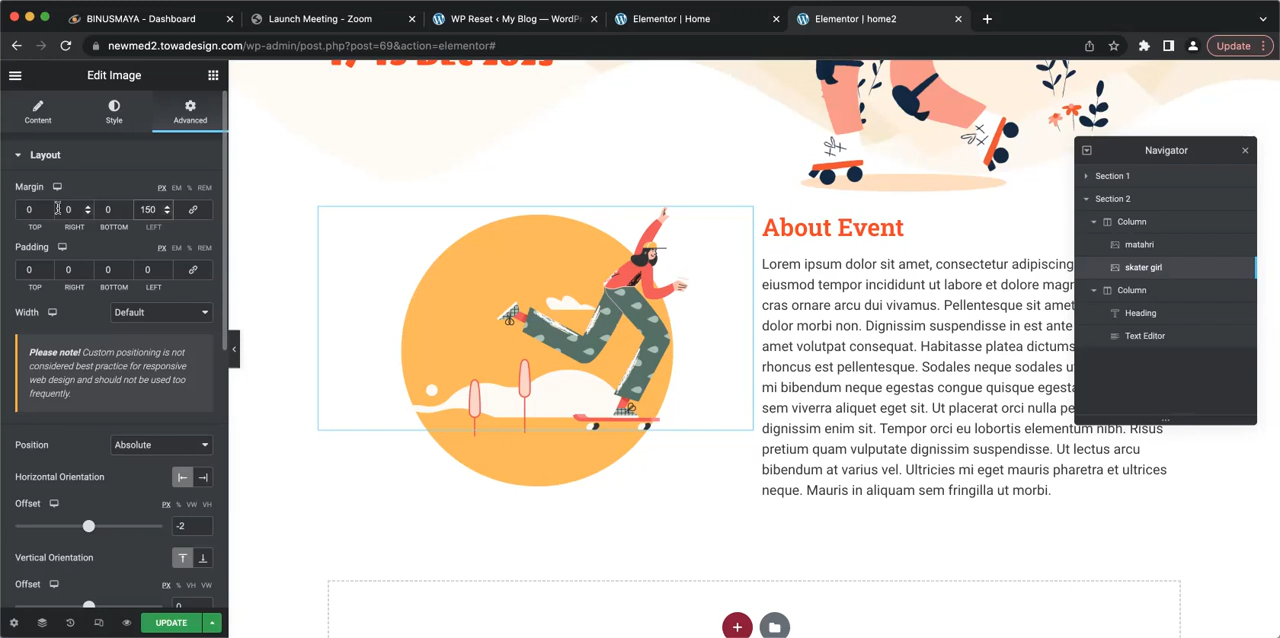 BINUSMAYA - Dashboard
Launch Meeting - Zoom
WP Reset ‹ My Blog — WordPr
Elementor | Home
Elementor | home2
newmed2.towadesign.com/wp-admin/post.php?post=69&action=elementor#
Update
Edit Image
Content
Style
Advanced
Layout
Margin
PX EM % REM
0 0 0 150
TOP RIGHT BOTTOM LEFT
Padding
PX EM % REM
0 0 0 0
TOP RIGHT BOTTOM LEFT
Width
Default
Please note! Custom positioning is not
considered best practice for responsive
web design and should not be used too
frequently.
Position
Absolute
Horizontal Orientation
Offset
PX % VW VH
-2
Vertical Orientation
Offset
PX % VH VW
0
UPDATE
About Event
Lorem ipsum dolor sit amet, consectetur adipiscing
eiusmod tempor incididunt ut labore et dolore magn
cras ornare arcu dui vivamus. Pellentesque sit amet
dolor morbi non. Dignissim suspendisse in est ante
amet volutpat consequat. Habitasse platea dictums
rhoncus est pellentesque. Sodales neque sodales ut
mi bibendum neque egestas congue quisque egesta
sem viverra aliquet eget sit. Ut placerat orci nulla pe
dignissim enim sit. Tempor orci eu lobortis elementum nibh. Risus
pretium quam vulputate dignissim suspendisse. Ut lectus arcu
bibendum at varius vel. Ultricies mi eget mauris pharetra et ultrices
neque. Mauris in aliquam sem fringilla ut morbi.
Navigator
Section 1
Section 2
Column
matahri
skater girl
Column
Heading
Text Editor